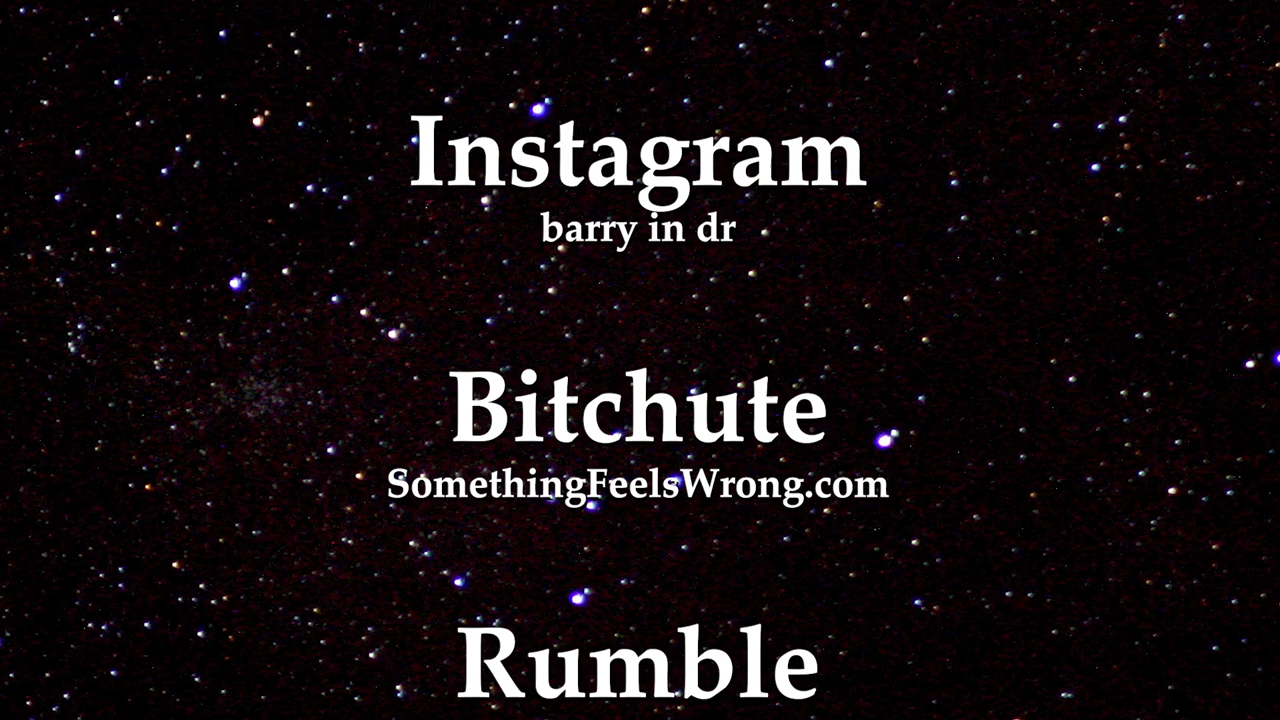 Instagram
barry in dr
Bitchute
SomethingFeelsWrong.com
Rumble